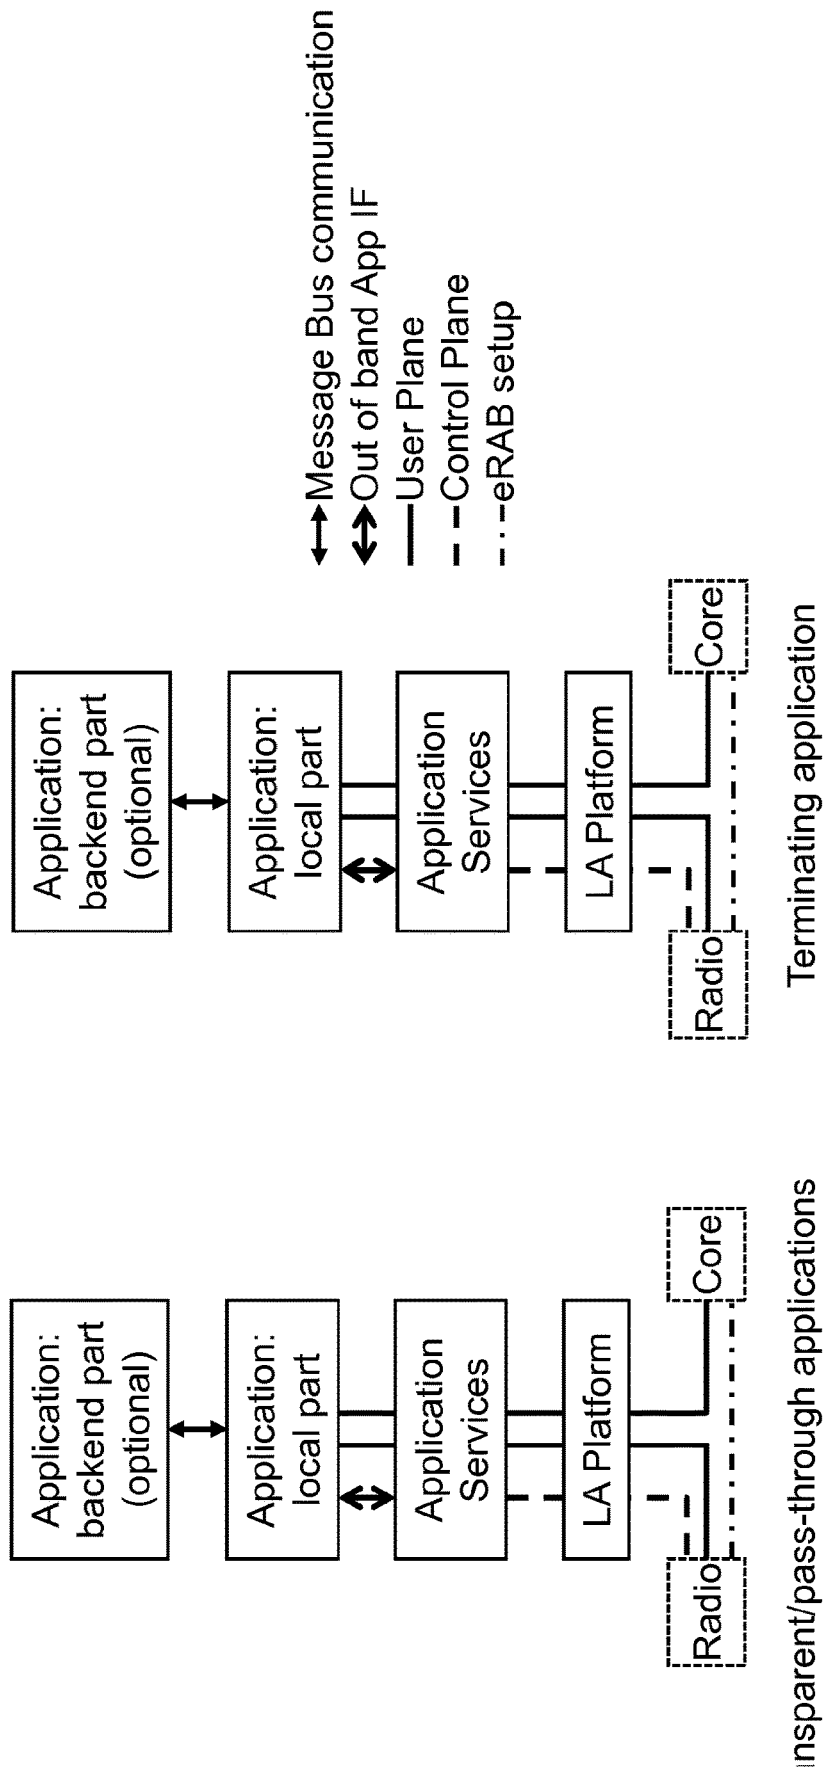 Application:
backend part
(optional)
Application:
local part
Application
Services
LA Platform
Radio
Core
pass-through applications
Application:
backend part
(optional)
Application:
local part
Application
Services
LA Platform
Radio
Core
Terminating application
Message Bus communication
Out of band App IF
User Plane
Control Plane
eRAB setup